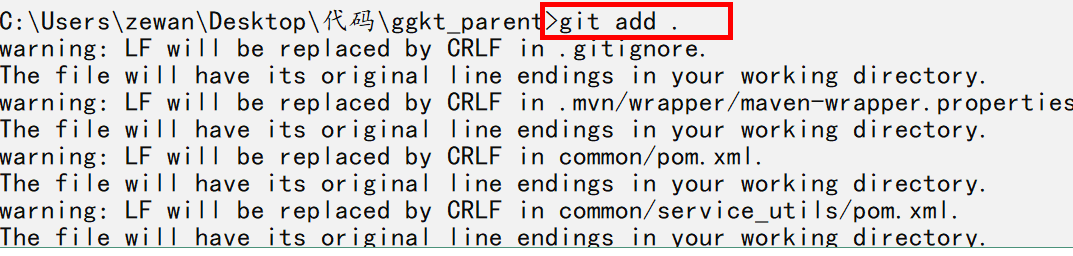 C:\Users\zewan\Desktop\代码\ggkt_parent>git add .
warning: LF will be replaced by CRLF in .gitignore.
The file will have its original line endings in your working directory.
warning: LF will be replaced by CRLF in .mvn/wrapper/maven-wrapper.properties
The file will have its original line endings in your working directory.
warning: LF will be replaced by CRLF in common/pom.xml.
The file will have its original line endings in your working directory.
warning: LF will be replaced by CRLF in common/service_utils/pom.xml.
The file will have its original line endings in your working directory.